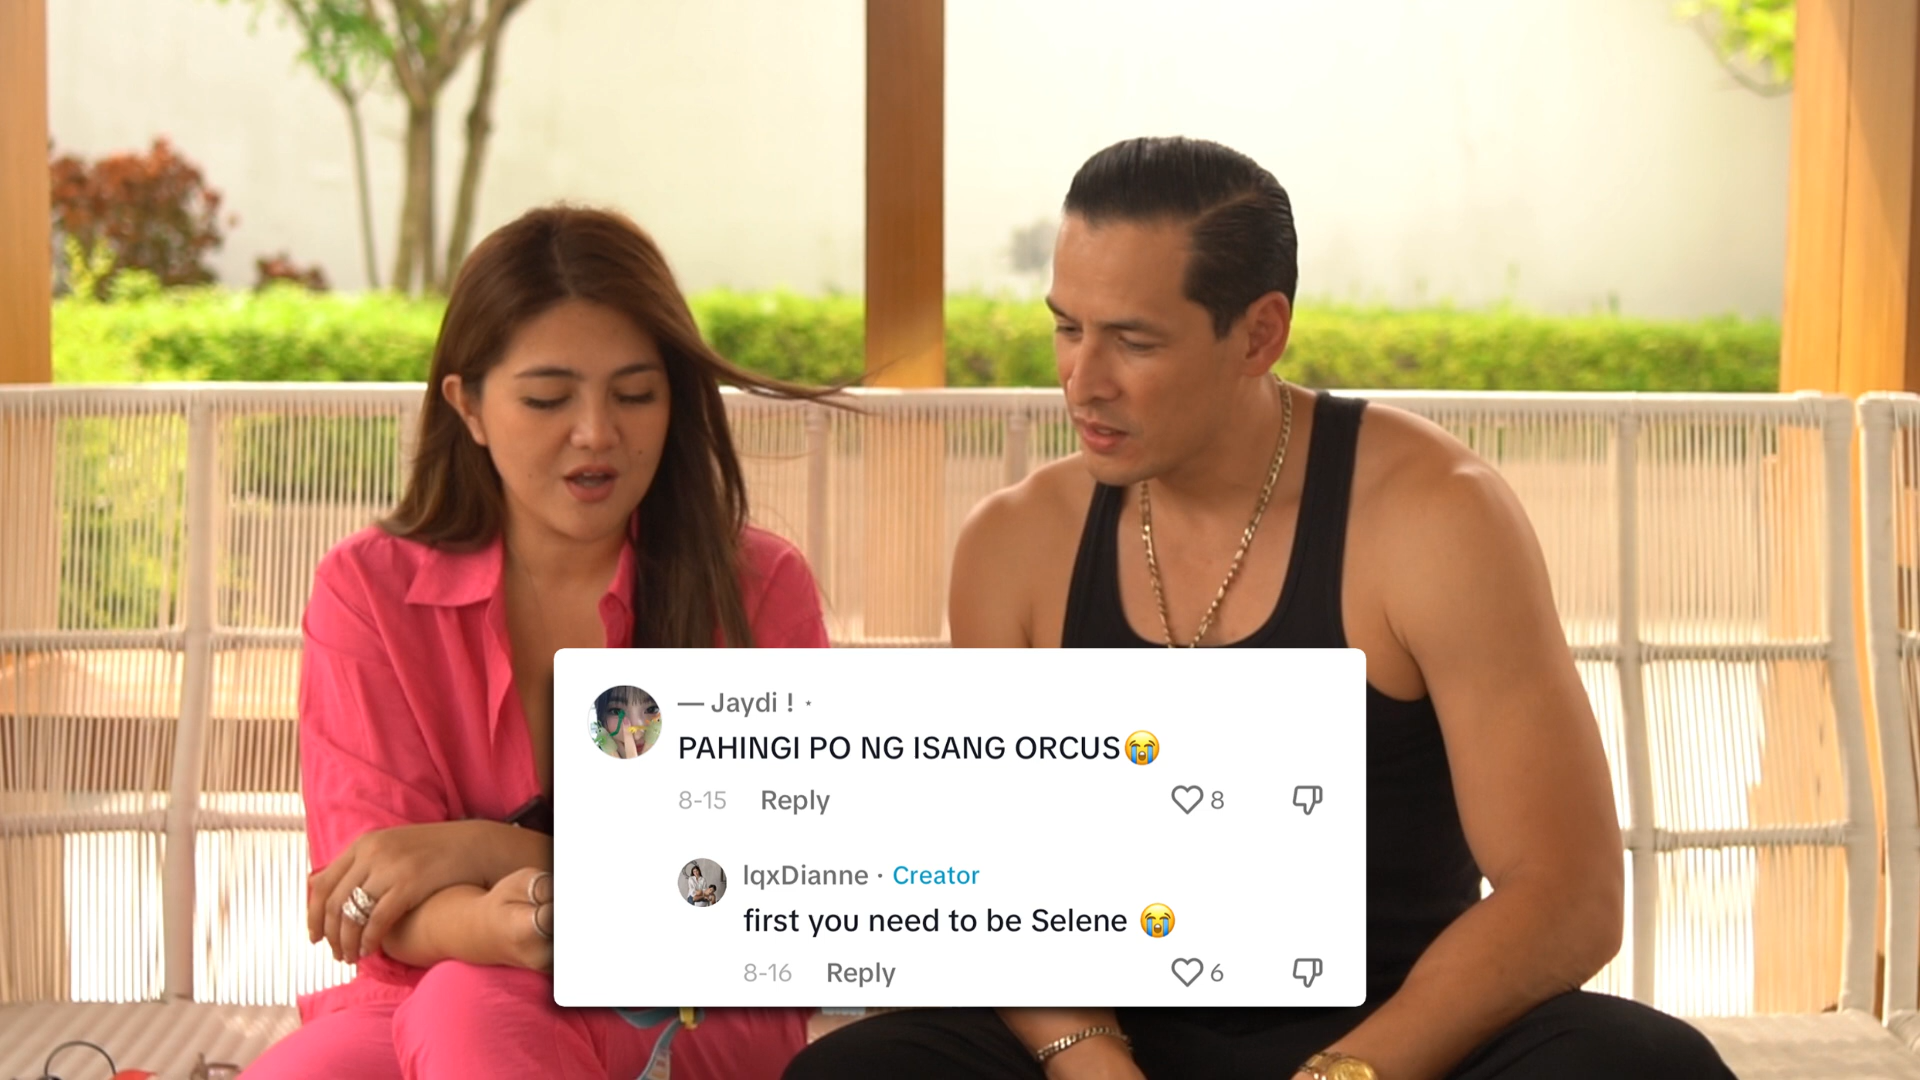 — Jaydi ! ·
PAHINGI PO NG ISANG ORCUS😭
8-15 Reply 8
lqxDianne · Creator
first you need to be Selene 😭
8-16 Reply 6